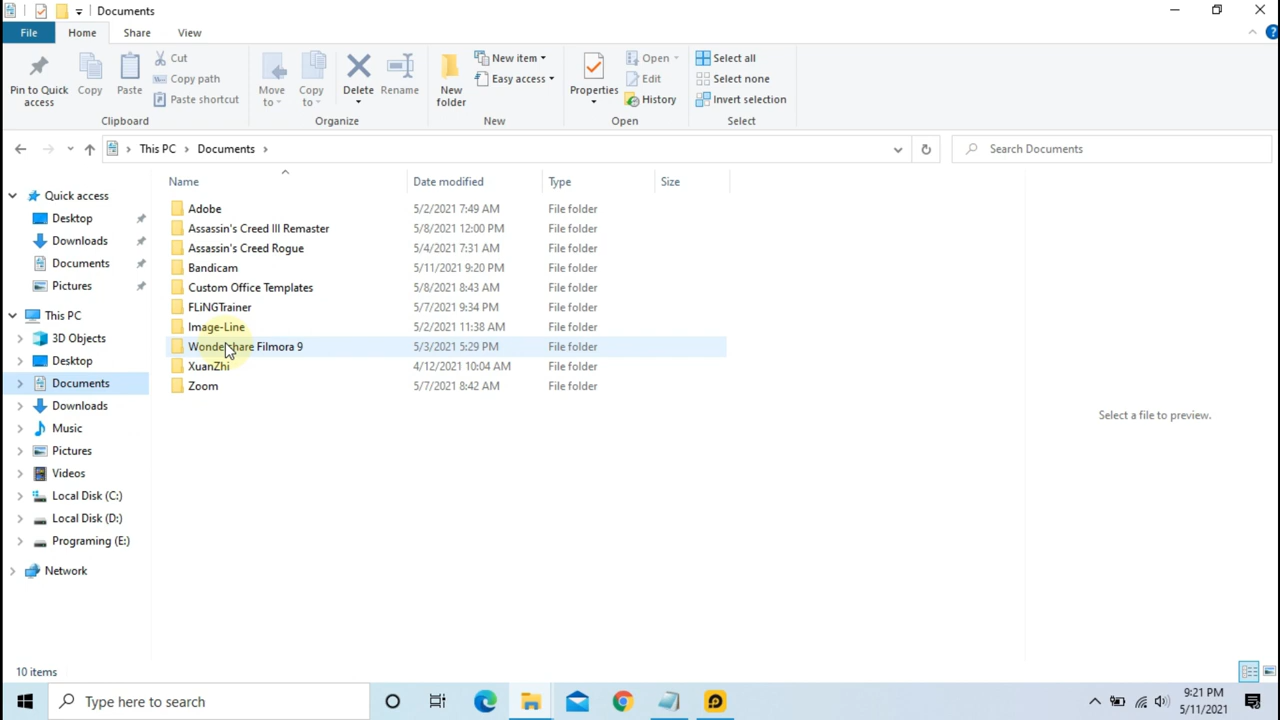 Documents
File Home Share View
Pin to Quick access
Copy
Paste
Cut
Copy path
Paste shortcut
Clipboard
Move to
Copy to
Delete
Rename
Organize
New folder
New item
Easy access
New
Properties
Open
Edit
History
Open
Select all
Select none
Invert selection
Select
This PC Documents
Search Documents
Name Date modified Type Size
Quick access
Desktop
Downloads
Documents
Pictures
This PC
3D Objects
Desktop
Documents
Downloads
Music
Pictures
Videos
Local Disk (C:)
Local Disk (D:)
Programing (E:)
Network
Adobe 5/2/2021 7:49 AM File folder
Assassin's Creed III Remaster 5/8/2021 12:00 PM File folder
Assassin's Creed Rogue 5/4/2021 7:31 AM File folder
Bandicam 5/11/2021 9:20 PM File folder
Custom Office Templates 5/8/2021 8:43 AM File folder
FLiNGTrainer 5/7/2021 9:34 PM File folder
Image-Line 5/2/2021 11:38 AM File folder
Wondershare Filmora 9 5/3/2021 5:29 PM File folder
XuanZhi 4/12/2021 10:04 AM File folder
Zoom 5/7/2021 8:42 AM File folder
Select a file to preview.
10 items
Type here to search
9:21 PM
5/11/2021